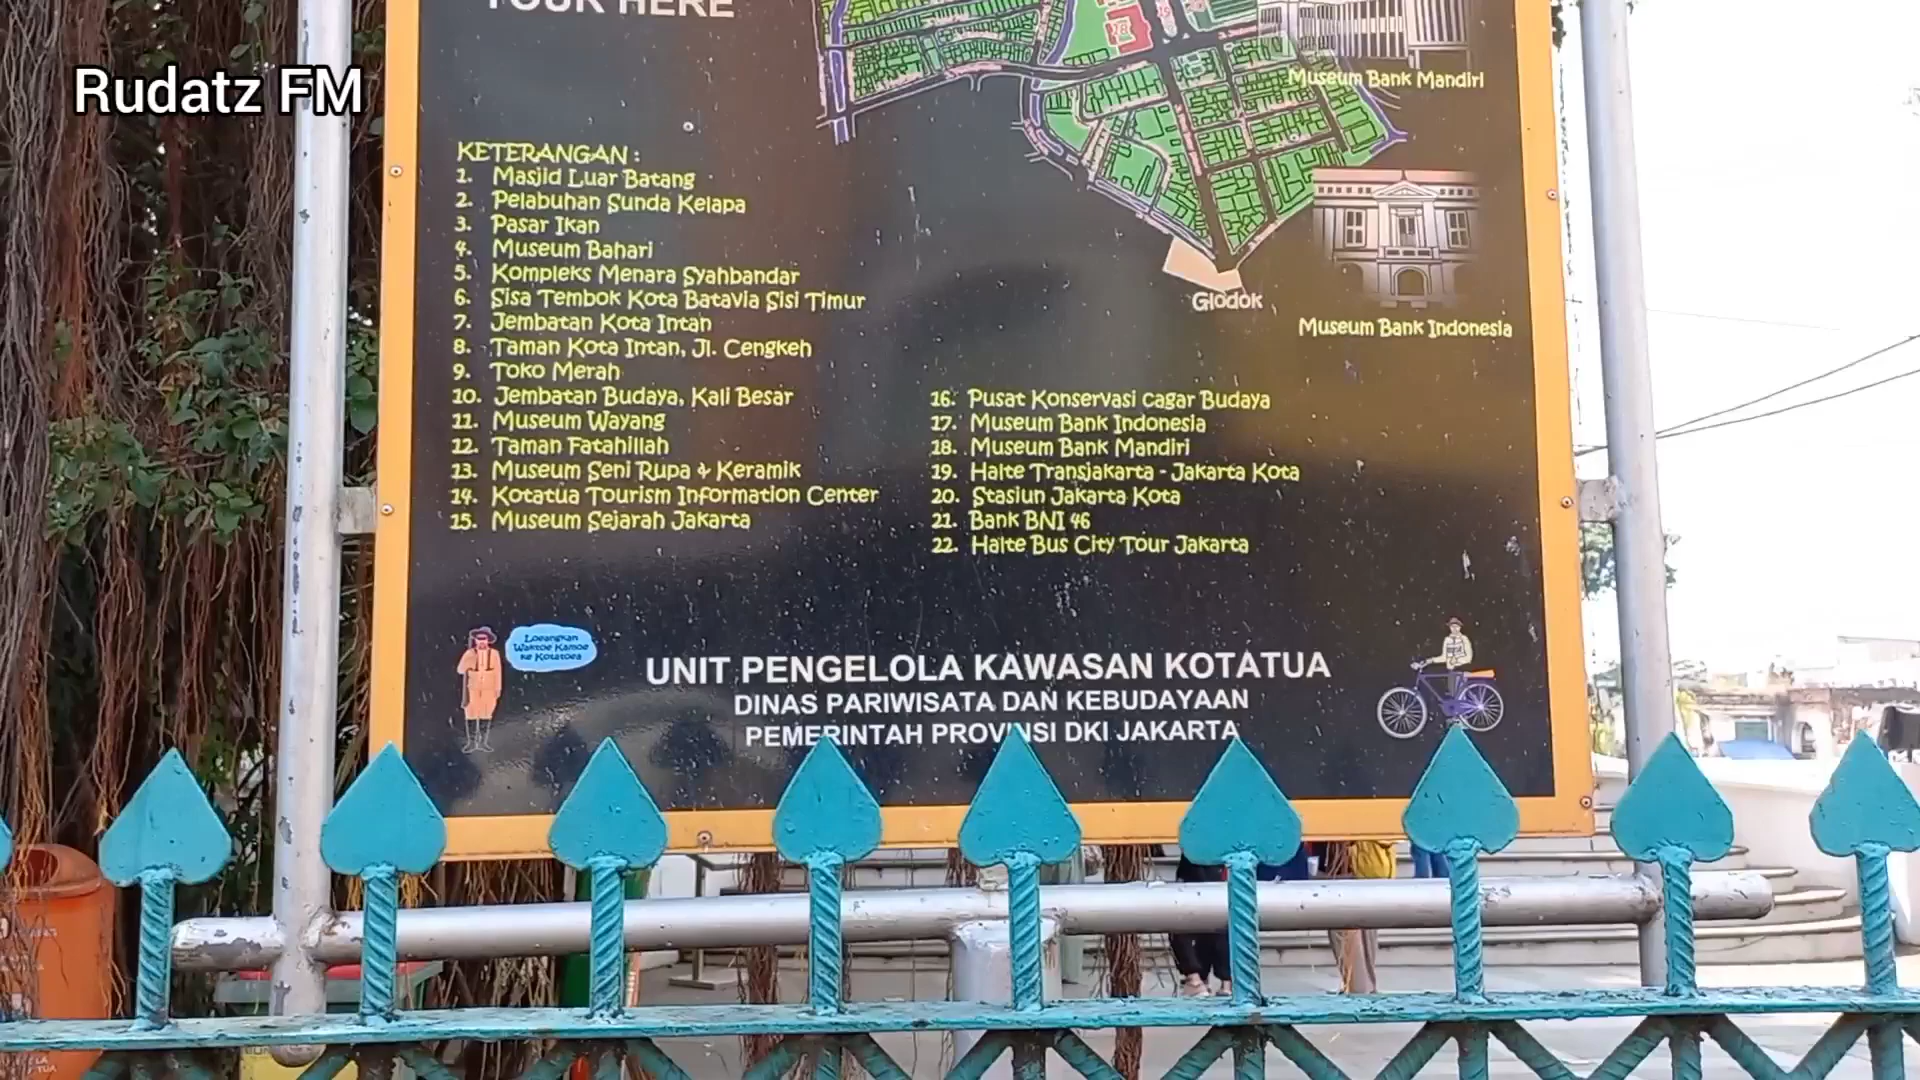 TOUR HERE
Rudatz FM
Museum Bank Mandiri
KETERANGAN :
1. Masjid Luar Batang
2. Pelabuhan Sunda Kelapa
3. Pasar Ikan
4. Museum Bahari
5. Kompleks Menara Syahbandar
6. Sisa Tembok Kota Batavia Sisi Timur
7. Jembatan Kota Intan
8. Taman Kota Intan, Jl. Cengkeh
9. Toko Merah
10. Jembatan Budaya, Kali Besar
11. Museum Wayang
12. Taman Fatahillah
13. Museum Seni Rupa & Keramik
14. Kotatua Tourism Information Center
15. Museum Sejarah Jakarta
Glodok
Museum Bank Indonesia
16. Pusat Konservasi cagar Budaya
17. Museum Bank Indonesia
18. Museum Bank Mandiri
19. Halte Transjakarta - Jakarta Kota
20. Stasiun Jakarta Kota
21. Bank BNI 46
22. Halte Bus City Tour Jakarta
Loeangkan
Waktoe Kamoe
ke Kotatoea
UNIT PENGELOLA KAWASAN KOTATUA
DINAS PARIWISATA DAN KEBUDAYAAN
PEMERINTAH PROVINSI DKI JAKARTA